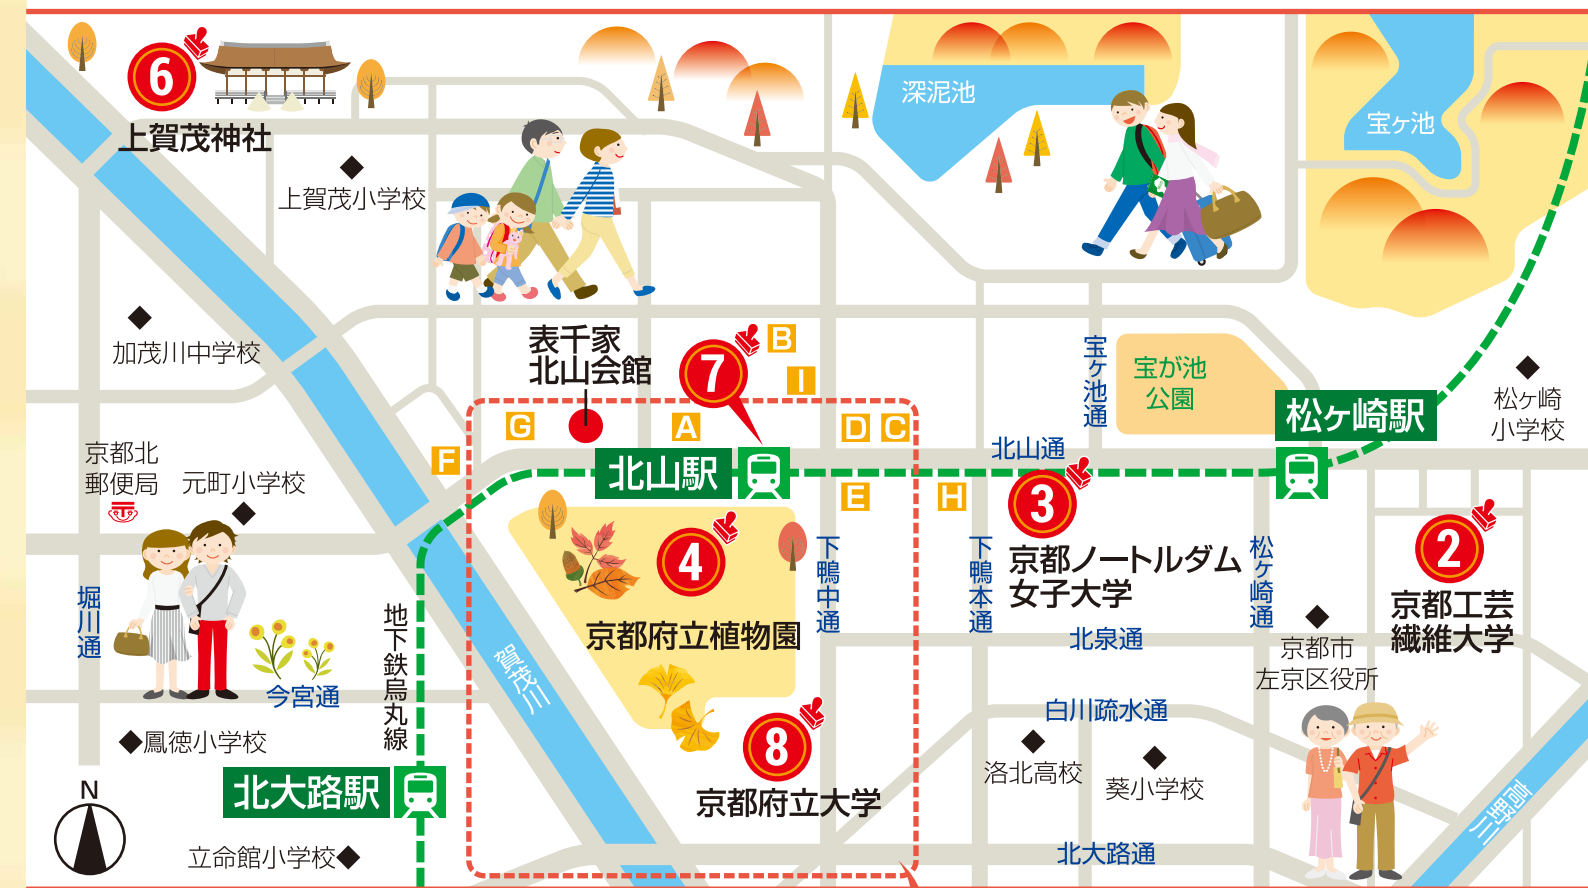 6
上賀茂神社
上賀茂小学校
深泥池
宝ヶ池
加茂川中学校
表千家
北山会館
7
B
I
G
A
D
C
F
E
H
宝ヶ池通
宝が池
公園
松ヶ崎駅
松ヶ崎
小学校
北山通
北山駅
京都北
郵便局
元町小学校
3
京都ノートルダム
女子大学
2
京都工芸
繊維大学
4
京都府立植物園
下鴨中通
下鴨本通
松ヶ崎通
北泉通
京都市
左京区役所
堀川通
地下鉄烏丸線
賀茂川
今宮通
白川疏水通
鳳徳小学校
8
京都府立大学
洛北高校
葵小学校
北大路駅
N
立命館小学校
北大路通
高野川